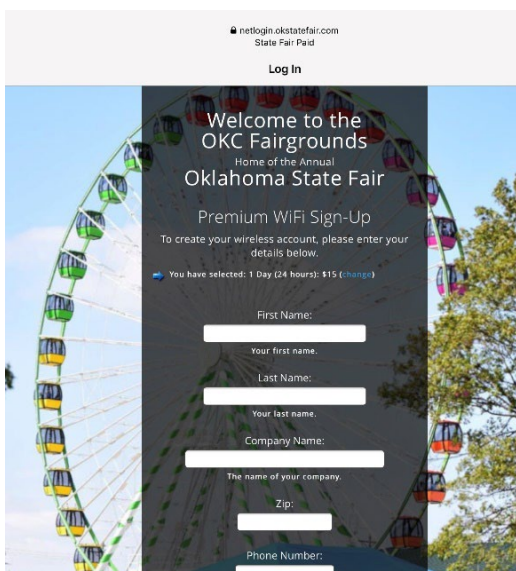 netlogin.okstatefair.com
State Fair Paid
Log In
Welcome to the
OKC Fairgrounds
Home of the Annual
Oklahoma State Fair
Premium WiFi Sign-Up
To create your wireless account, please enter your
details below.
You have selected: 1 Day (24 hours): $15 (change)
First Name:
Your first name.
Last Name:
Your last name.
Company Name:
The name of your company.
Zip:
Phone Number: